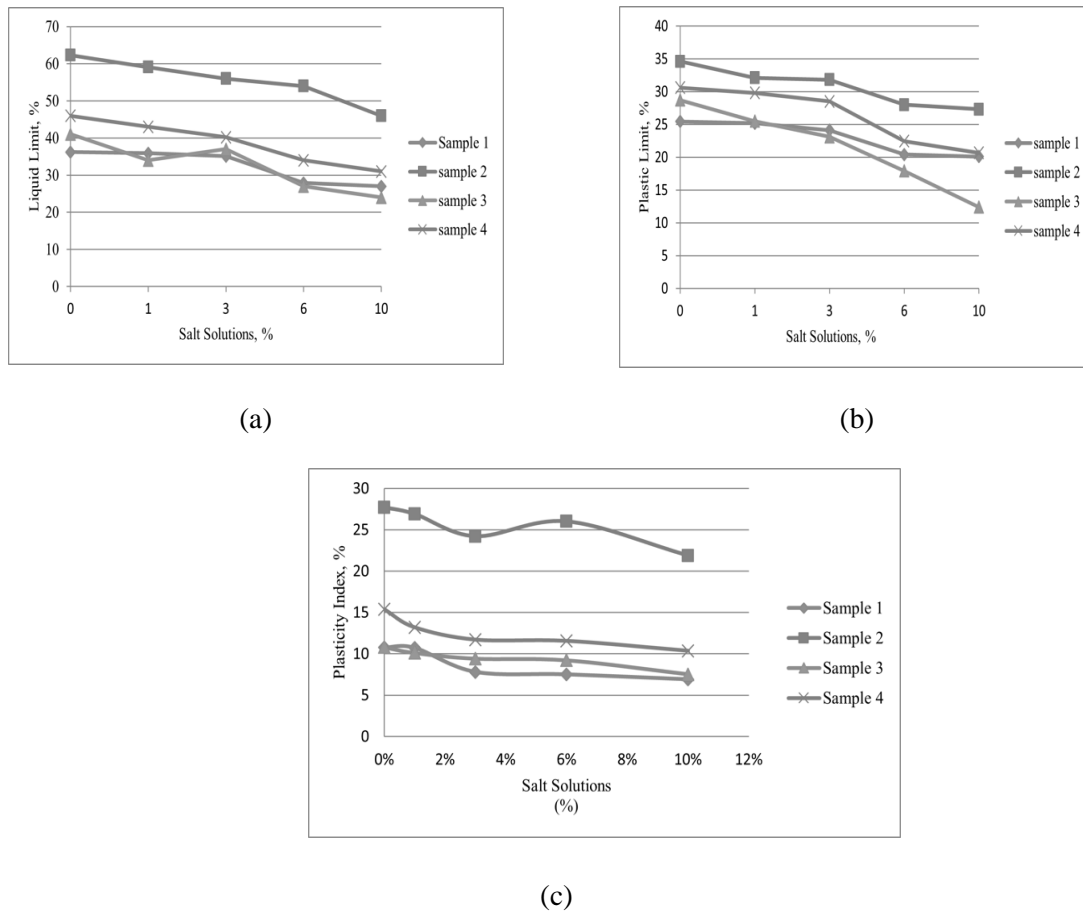 70
60
50
40
30
20
10
0
Liquid Limit, %
0 1 3 6 10
Salt Solutions, %
Sample 1
sample 2
sample 3
sample 4
(a)
40
35
30
25
20
15
10
5
0
Plastic Limit, %
0 1 3 6 10
Salt Solutions, %
sample 1
sample 2
sample 3
sample 4
(b)
30
25
20
15
10
5
0
Plasticity Index, %
0% 2% 4% 6% 8% 10% 12%
Salt Solutions
(%)
Sample 1
Sample 2
Sample 3
Sample 4
(c)